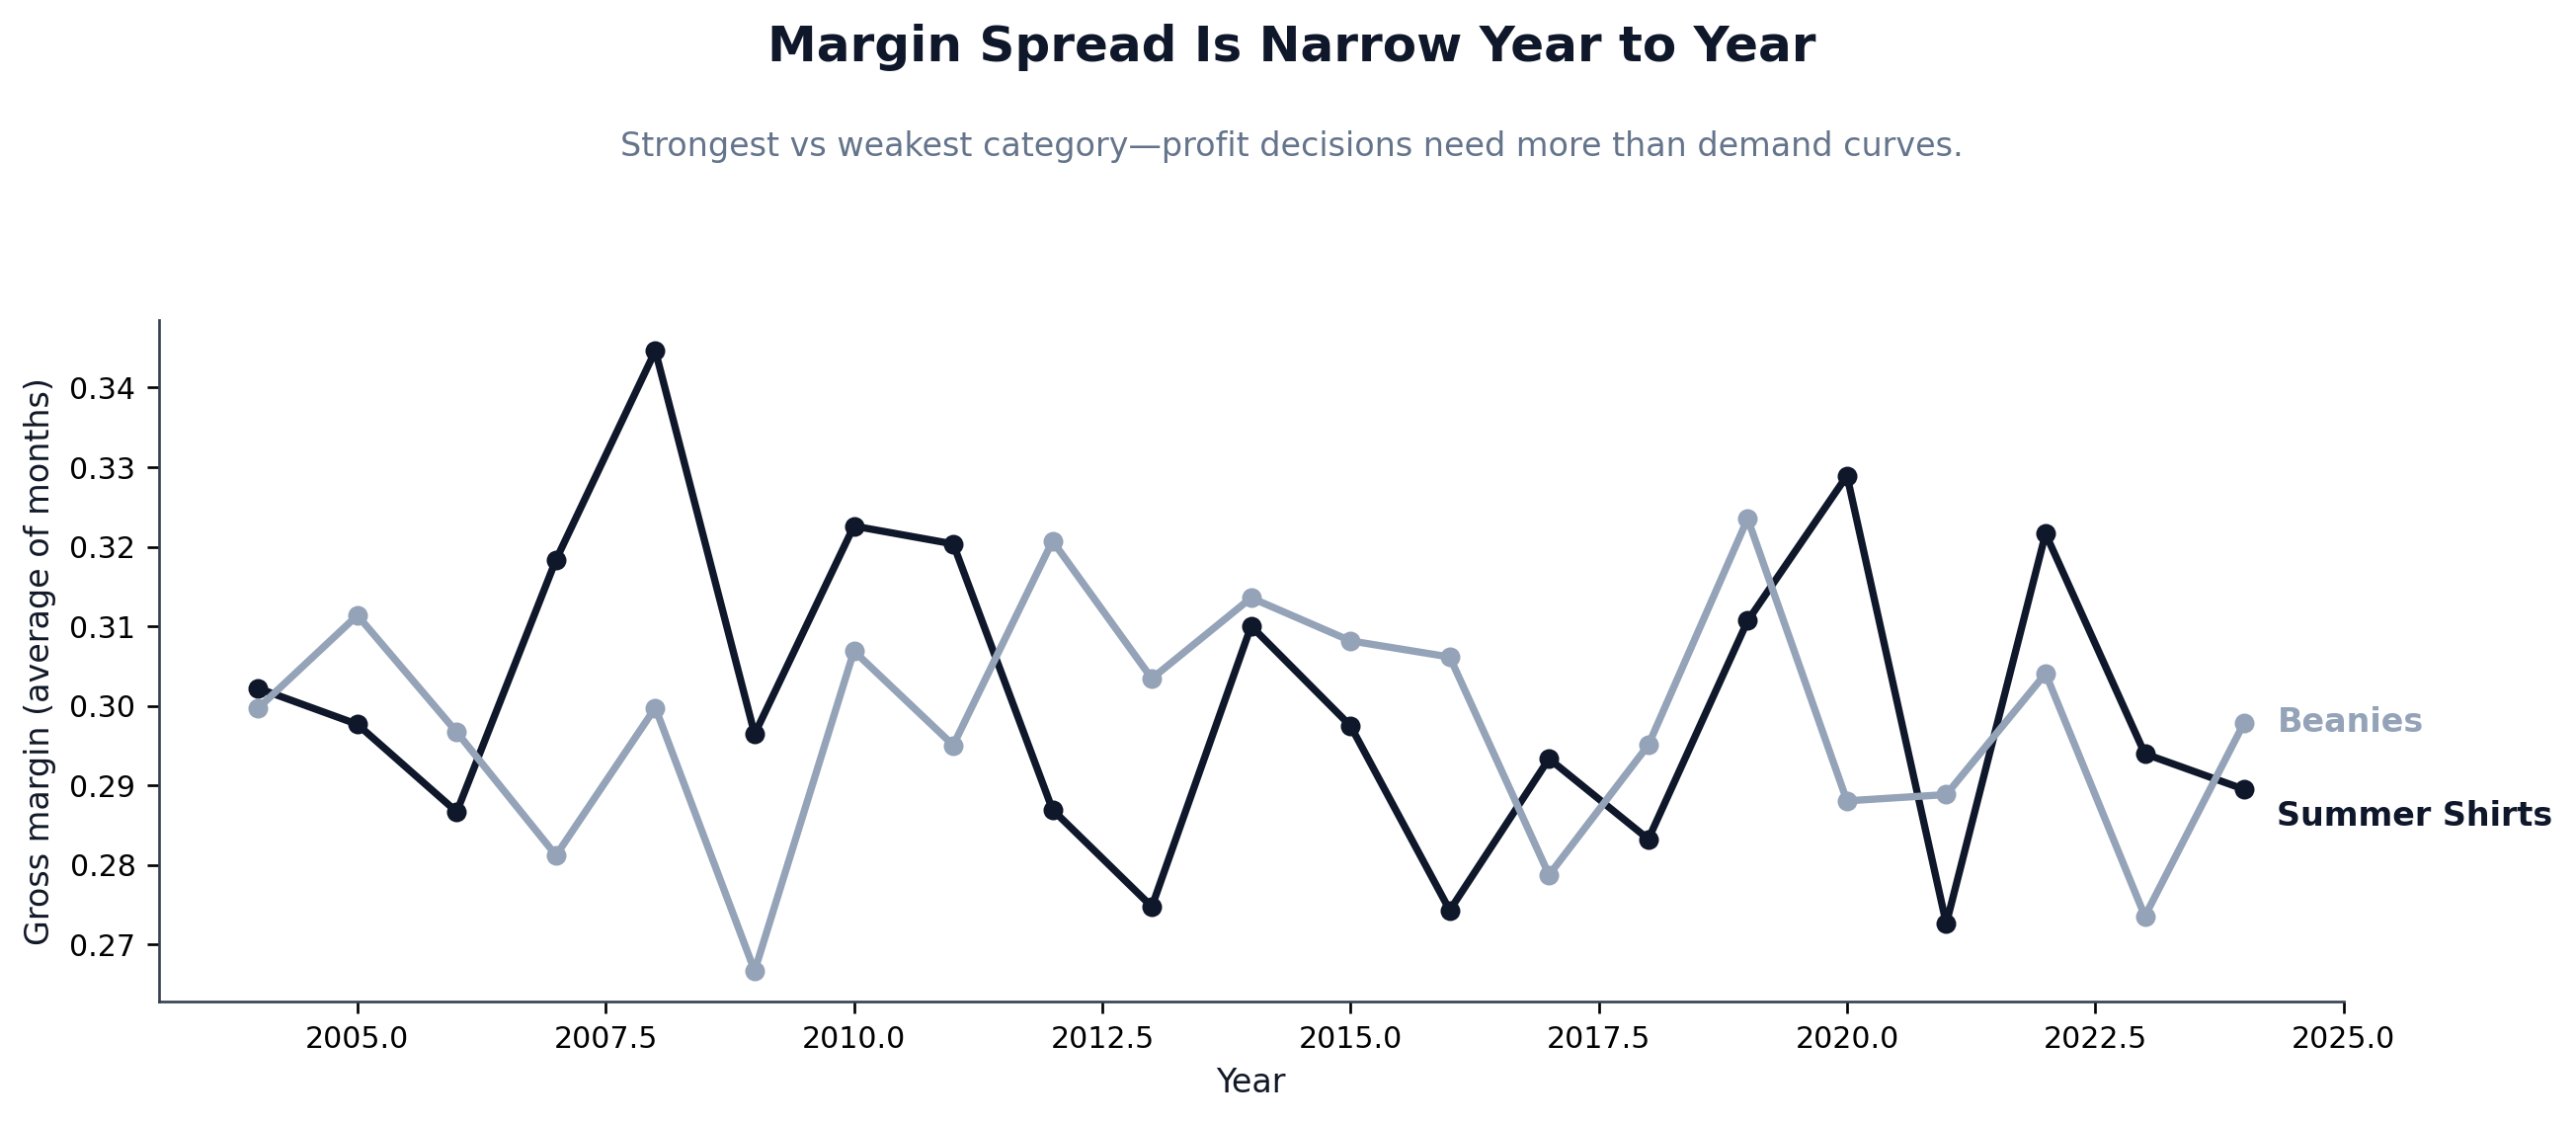 Margin Spread Is Narrow Year to Year
Strongest vs weakest category—profit decisions need more than demand curves.
Gross margin (average of months)
0.34
0.33
0.32
0.31
0.30
0.29
0.28
0.27
Beanies
Summer Shirts
2005.0 2007.5 2010.0 2012.5 2015.0 2017.5 2020.0 2022.5 2025.0
Year